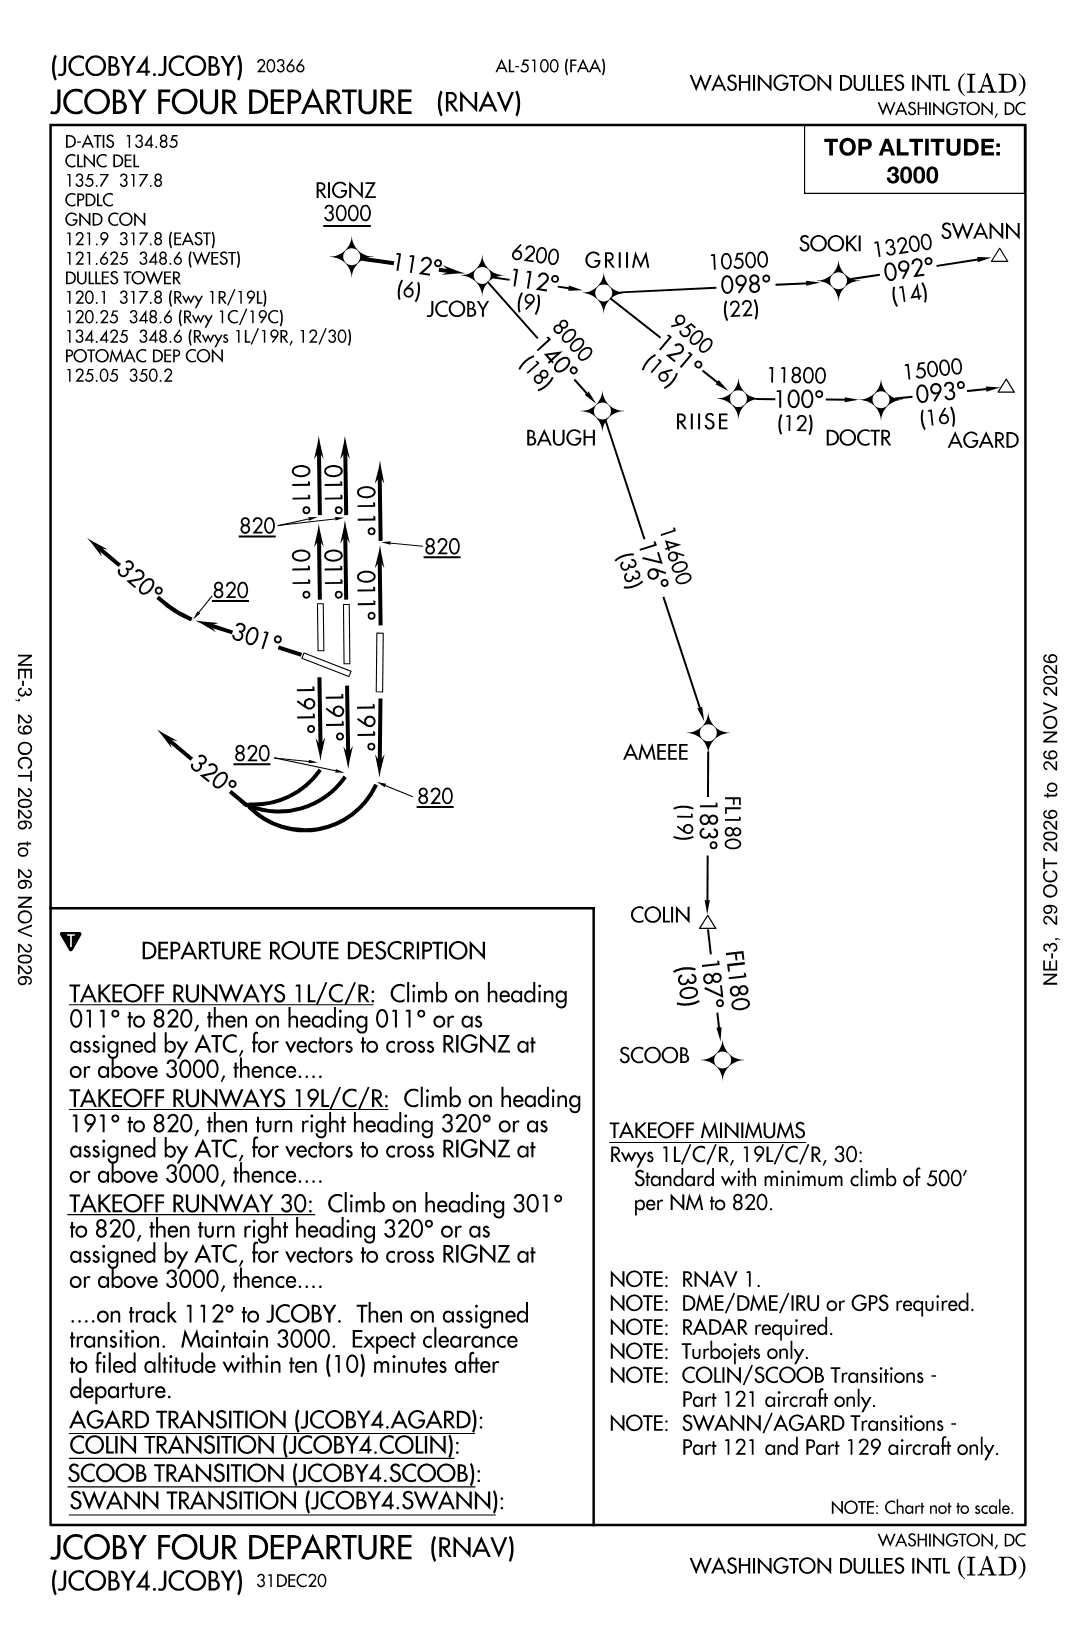 (JCOBY4.JCOBY) 20366
AL-5100 (FAA)
WASHINGTON DULLES INTL (IAD)
JCOBY FOUR DEPARTURE (RNAV)
WASHINGTON, DC
D-ATIS 134.85
CLNC DEL
135.7 317.8
CPDLC
GND CON
121.9 317.8 (EAST)
121.625 348.6 (WEST)
DULLES TOWER
120.1 317.8 (Rwy 1R/19L)
120.25 348.6 (Rwy 1C/19C)
134.425 348.6 (Rwys 1L/19R, 12/30)
POTOMAC DEP CON
125.05 350.2
TOP ALTITUDE:
3000
RIGNZ
3000
112°
(6)
JCOBY
6200
112°
(9)
GRIIM
10500
098°
(22)
SOOKI
13200
092°
(14)
SWANN
8000
140°
(18)
BAUGH
9500
121°
(16)
RIISE
11800
100°
(12)
DOCTR
15000
093°
(16)
AGARD
14600
176°
(33)
AMEEE
FL180
183°
(19)
COLIN
FL180
187°
(30)
SCOOB
011°
011°
011°
820
820
011°
011°
011°
320°
820
301°
191°
191°
191°
820
320°
820
NE-3, 29 OCT 2026 to 26 NOV 2026
NE-3, 29 OCT 2026 to 26 NOV 2026
T
DEPARTURE ROUTE DESCRIPTION
TAKEOFF RUNWAYS 1L/C/R: Climb on heading
011° to 820, then on heading 011° or as
assigned by ATC, for vectors to cross RIGNZ at
or above 3000, thence....
TAKEOFF RUNWAYS 19L/C/R: Climb on heading
191° to 820, then turn right heading 320° or as
assigned by ATC, for vectors to cross RIGNZ at
or above 3000, thence....
TAKEOFF RUNWAY 30: Climb on heading 301°
to 820, then turn right heading 320° or as
assigned by ATC, for vectors to cross RIGNZ at
or above 3000, thence....
....on track 112° to JCOBY. Then on assigned
transition. Maintain 3000. Expect clearance
to filed altitude within ten (10) minutes after
departure.
AGARD TRANSITION (JCOBY4.AGARD):
COLIN TRANSITION (JCOBY4.COLIN):
SCOOB TRANSITION (JCOBY4.SCOOB):
SWANN TRANSITION (JCOBY4.SWANN):
TAKEOFF MINIMUMS
Rwys 1L/C/R, 19L/C/R, 30:
Standard with minimum climb of 500’
per NM to 820.
NOTE: RNAV 1.
NOTE: DME/DME/IRU or GPS required.
NOTE: RADAR required.
NOTE: Turbojets only.
NOTE: COLIN/SCOOB Transitions -
Part 121 aircraft only.
NOTE: SWANN/AGARD Transitions -
Part 121 and Part 129 aircraft only.
NOTE: Chart not to scale.
JCOBY FOUR DEPARTURE (RNAV)
WASHINGTON, DC
(JCOBY4.JCOBY) 31DEC20
WASHINGTON DULLES INTL (IAD)